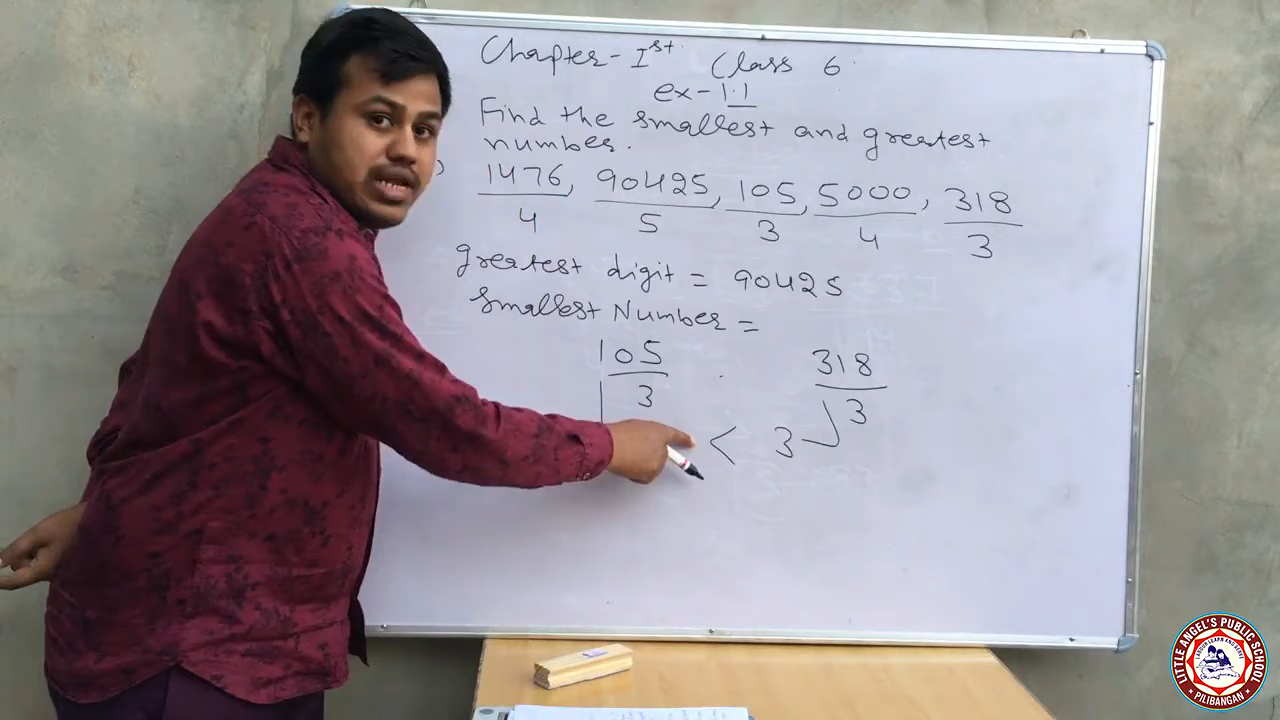 Chapter-Ist Class 6
ex-1.1
Find the smallest and greatest
number.
1476, 90425, 105, 5000, 318
4 5 3 4 3
greatest digit = 90425
Smallest Number =
105 318
3 3
< 3
LITTLE ANGEL'S PUBLIC SCHOOL
PILIBANGAN